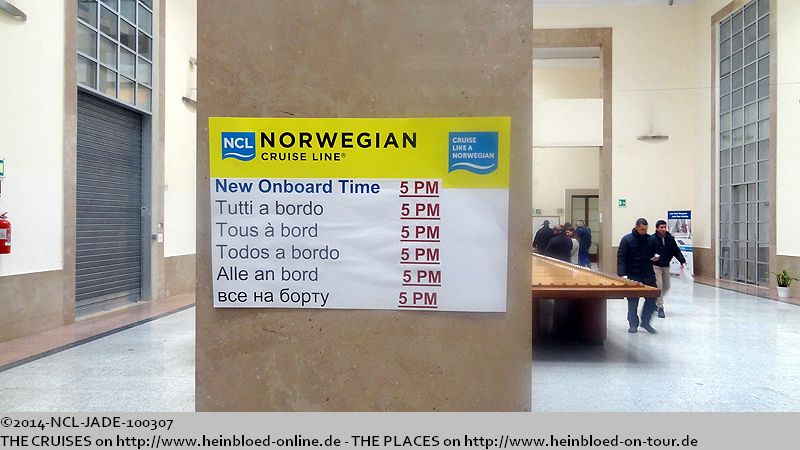 NCL NORWEGIAN
CRUISE LINE®
CRUISE
LIKE A
NORWEGIAN
New Onboard Time 5 PM
Tutti a bordo 5 PM
Tous à bord 5 PM
Todos a bordo 5 PM
Alle an bord 5 PM
все на борту 5 PM
©2014-NCL-JADE-100307
THE CRUISES on http://www.heinbloed-online.de - THE PLACES on http://www.heinbloed-on-tour.de